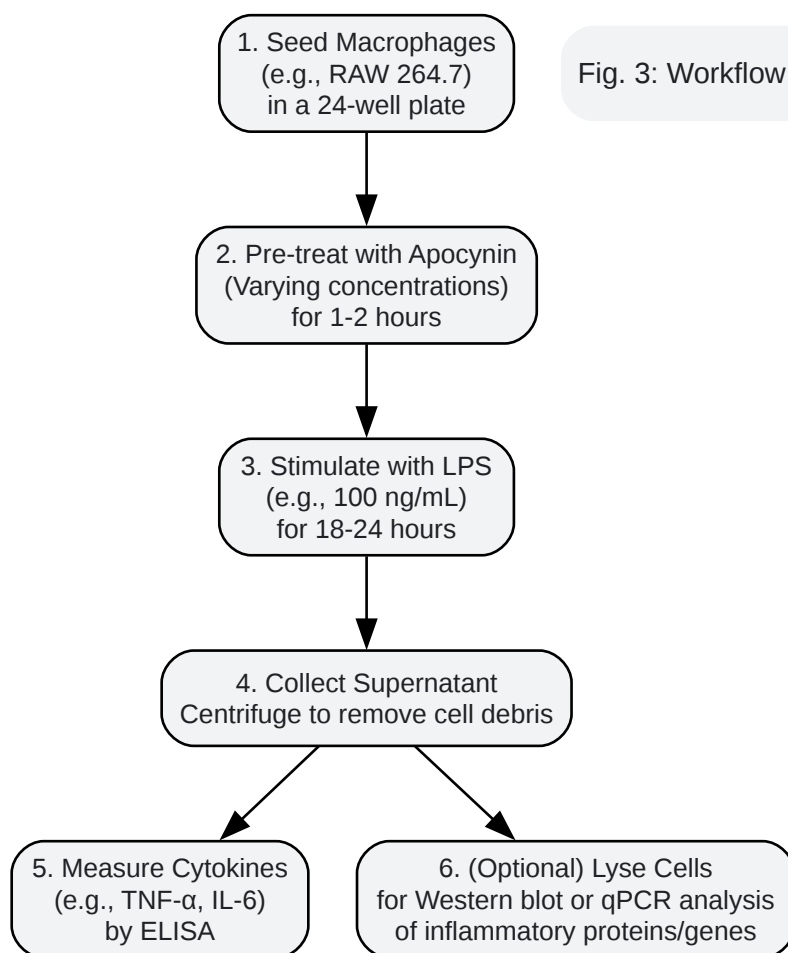 1. Seed Macrophages
(e.g., RAW 264.7)
in a 24-well plate
Fig. 3: Workflow
2. Pre-treat with Apocynin
(Varying concentrations)
for 1-2 hours
3. Stimulate with LPS
(e.g., 100 ng/mL)
for 18-24 hours
4. Collect Supernatant
Centrifuge to remove cell debris
5. Measure Cytokines
(e.g., TNF-α, IL-6)
by ELISA
6. (Optional) Lyse Cells
for Western blot or qPCR analysis
of inflammatory proteins/genes